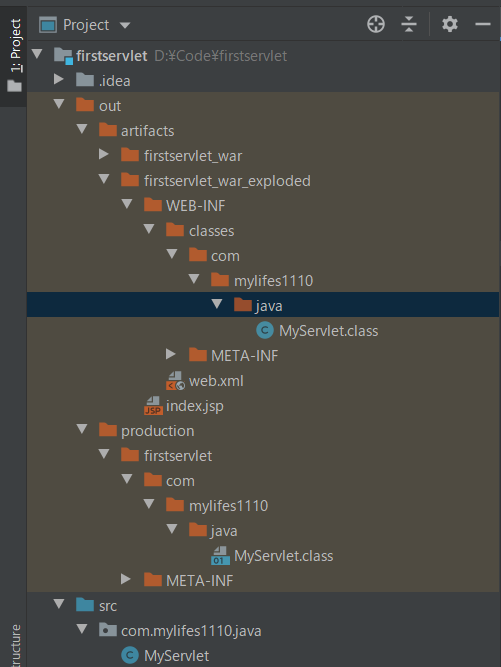 Project
1: Project
firstservlet D:¥Code¥firstservlet
.idea
out
artifacts
firstservlet_war
firstservlet_war_exploded
WEB-INF
classes
com
mylifes1110
java
MyServlet.class
META-INF
web.xml
JSP index.jsp
production
firstservlet
com
mylifes1110
java
01 MyServlet.class
META-INF
src
com.mylifes1110.java
MyServlet